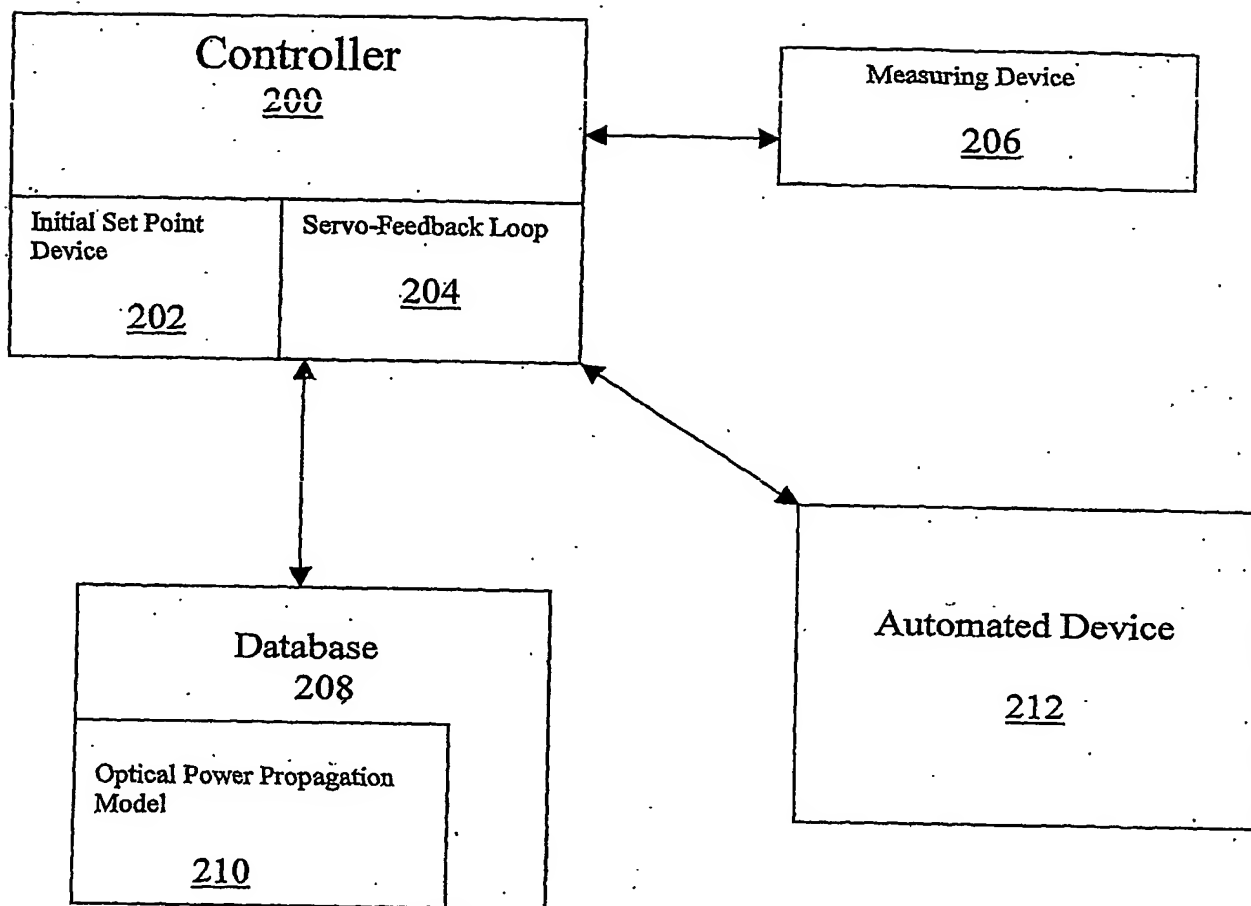 Controller
200
Measuring Device
206
Initial Set Point
Device
202
Servo-Feedback Loop
204
Database
208
Optical Power Propagation
Model
210
Automated Device
212